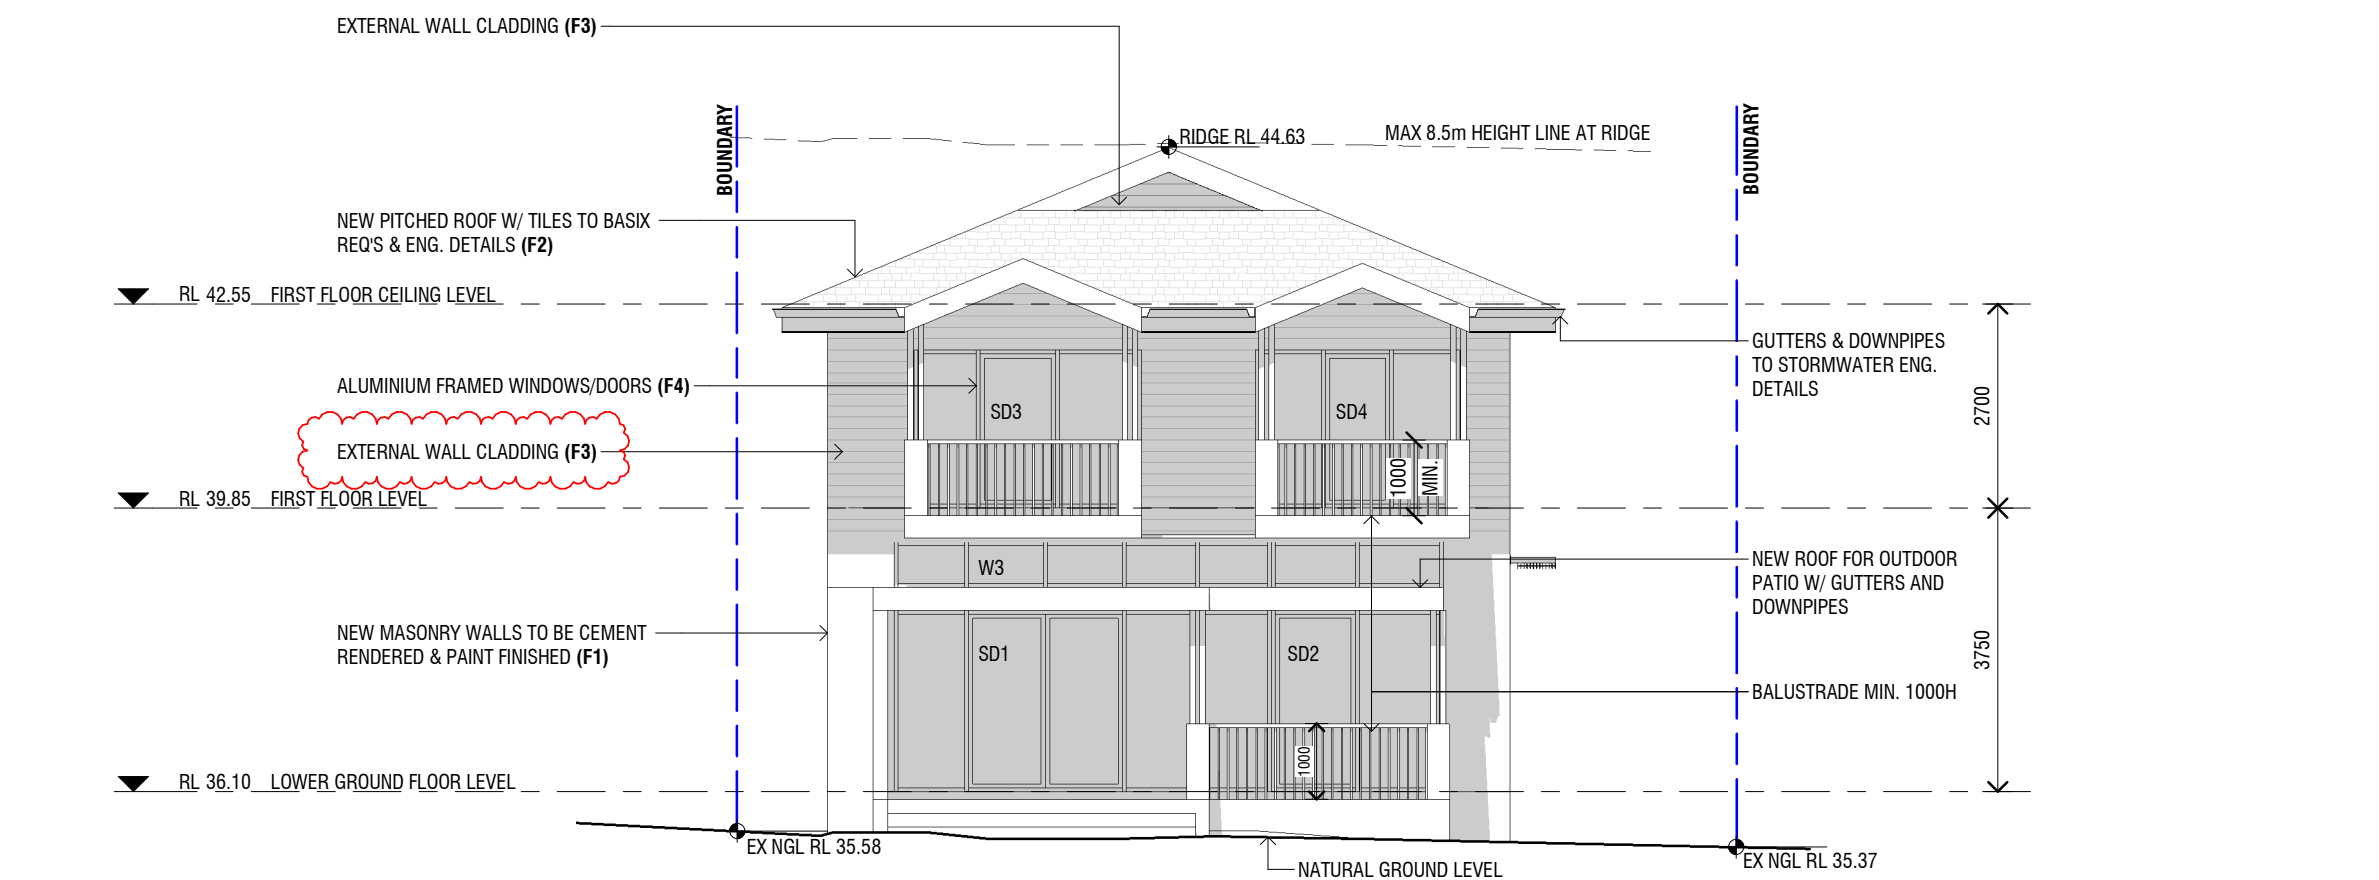 EXTERNAL WALL CLADDING (F3)
BOUNDARY
RIDGE RL 44.63
MAX 8.5m HEIGHT LINE AT RIDGE
BOUNDARY
NEW PITCHED ROOF W/ TILES TO BASIX
REQ'S & ENG. DETAILS (F2)
RL 42.55 FIRST FLOOR CEILING LEVEL
GUTTERS & DOWNPIPES
TO STORMWATER ENG.
DETAILS
ALUMINIUM FRAMED WINDOWS/DOORS (F4)
SD3
SD4
2700
EXTERNAL WALL CLADDING (F3)
1000
MIN.
RL 39.85 FIRST FLOOR LEVEL
W3
NEW ROOF FOR OUTDOOR
PATIO W/ GUTTERS AND
DOWNPIPES
NEW MASONRY WALLS TO BE CEMENT
RENDERED & PAINT FINISHED (F1)
SD1
SD2
3750
BALUSTRADE MIN. 1000H
1000
RL 36.10 LOWER GROUND FLOOR LEVEL
EX NGL RL 35.58
EX NGL RL 35.37
NATURAL GROUND LEVEL